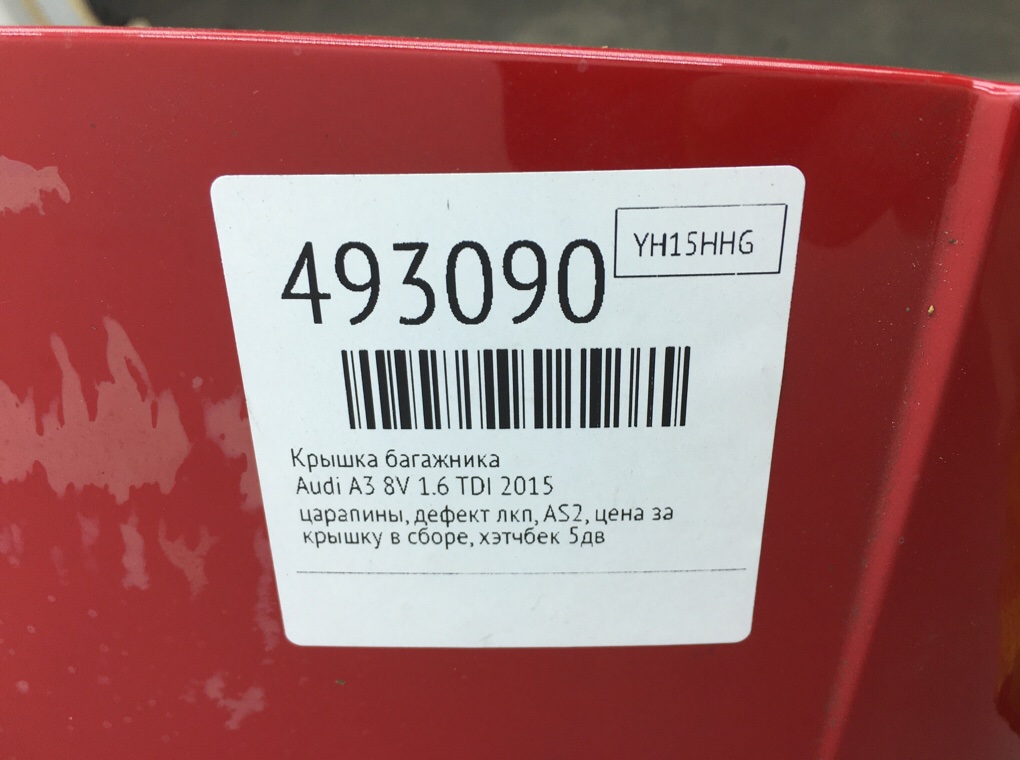 493090
YH15HHG
Крышка багажника
Audi A3 8V 1.6 TDI 2015
царапины, дефект лкп, AS2, цена за
крышку в сборе, хэтчбек 5дв